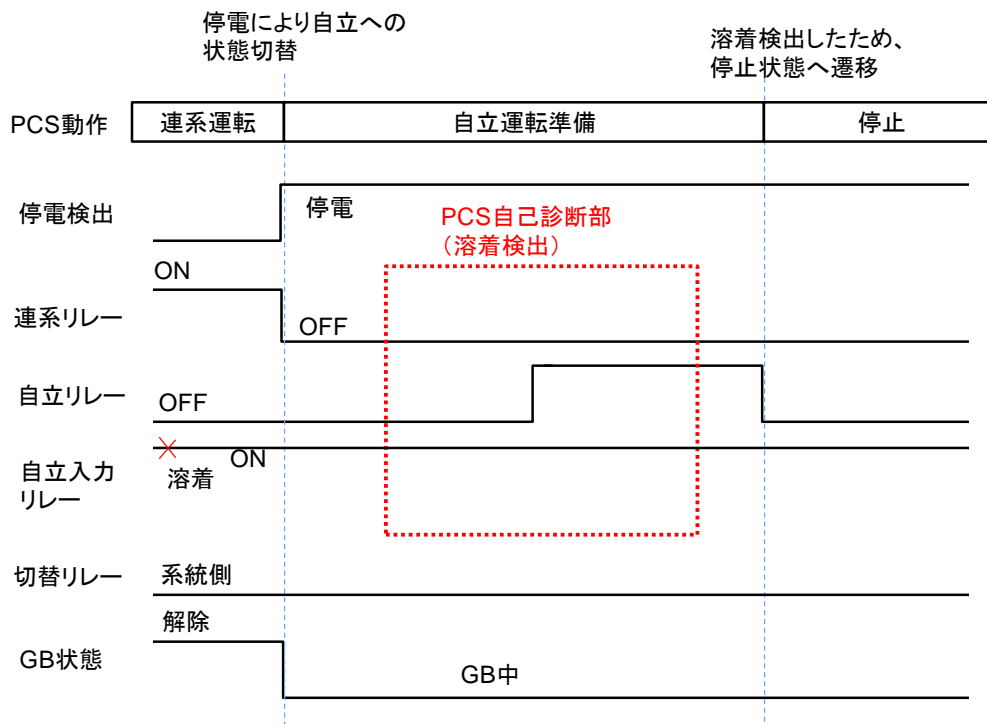 停電により自立への
状態切替
溶着検出したため、
停止状態へ遷移
PCS動作
連系運転
自立運転準備
停止
停電検出
停電
PCS自己診断部
（溶着検出）
ON
連系リレー
OFF
自立リレー
OFF
ON
溶着
自立入力
リレー
切替リレー
系統側
解除
GB状態
GB中